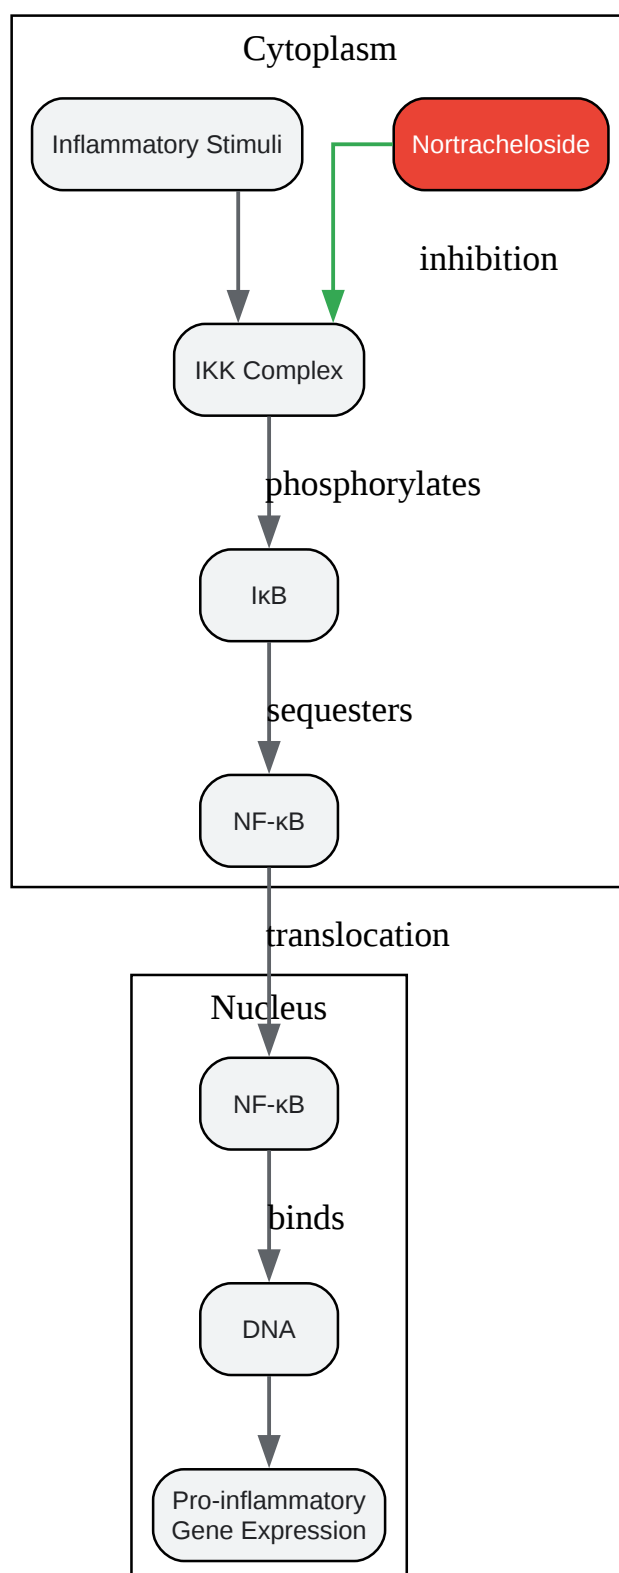 Cytoplasm
Inflammatory Stimuli
Nortracheloside
inhibition
IKK Complex
phosphorylates
IκB
sequesters
NF-κB
translocation
Nucleus
NF-κB
binds
DNA
Pro-inflammatory
Gene Expression